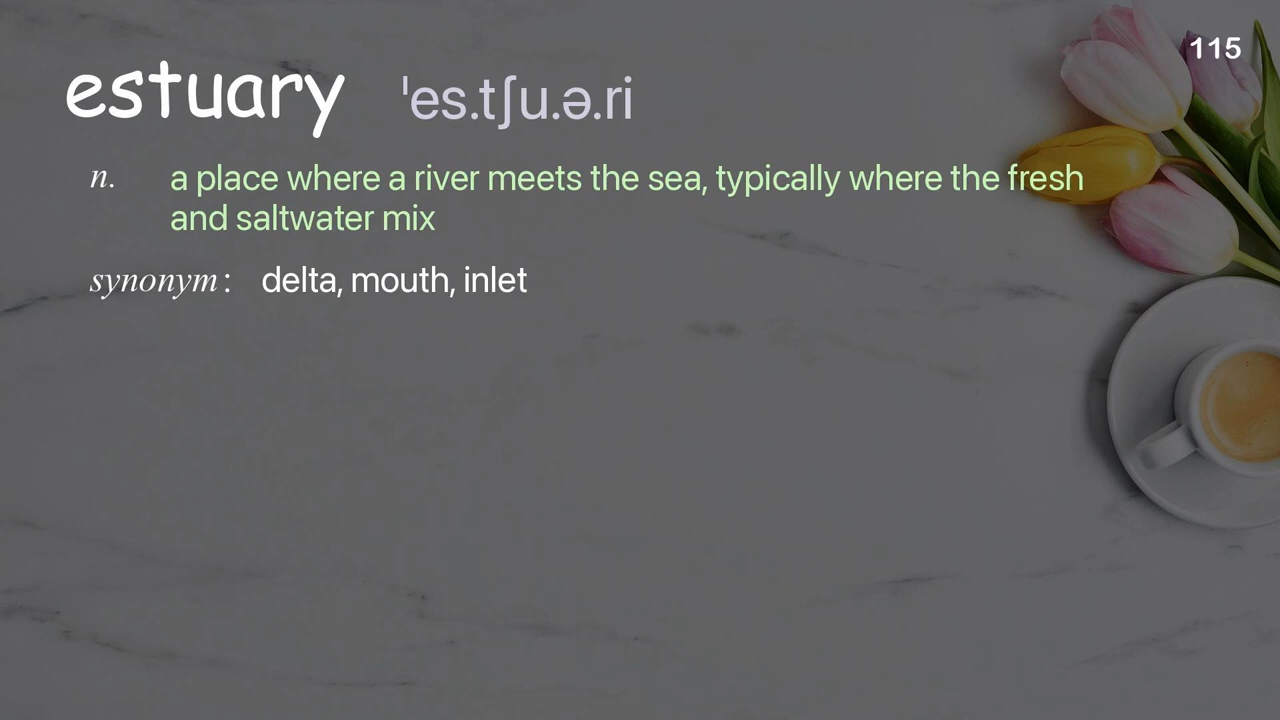 115
estuary ˈes.tʃu.ə.ri
n. a place where a river meets the sea, typically where the fresh
and saltwater mix
synonym: delta, mouth, inlet